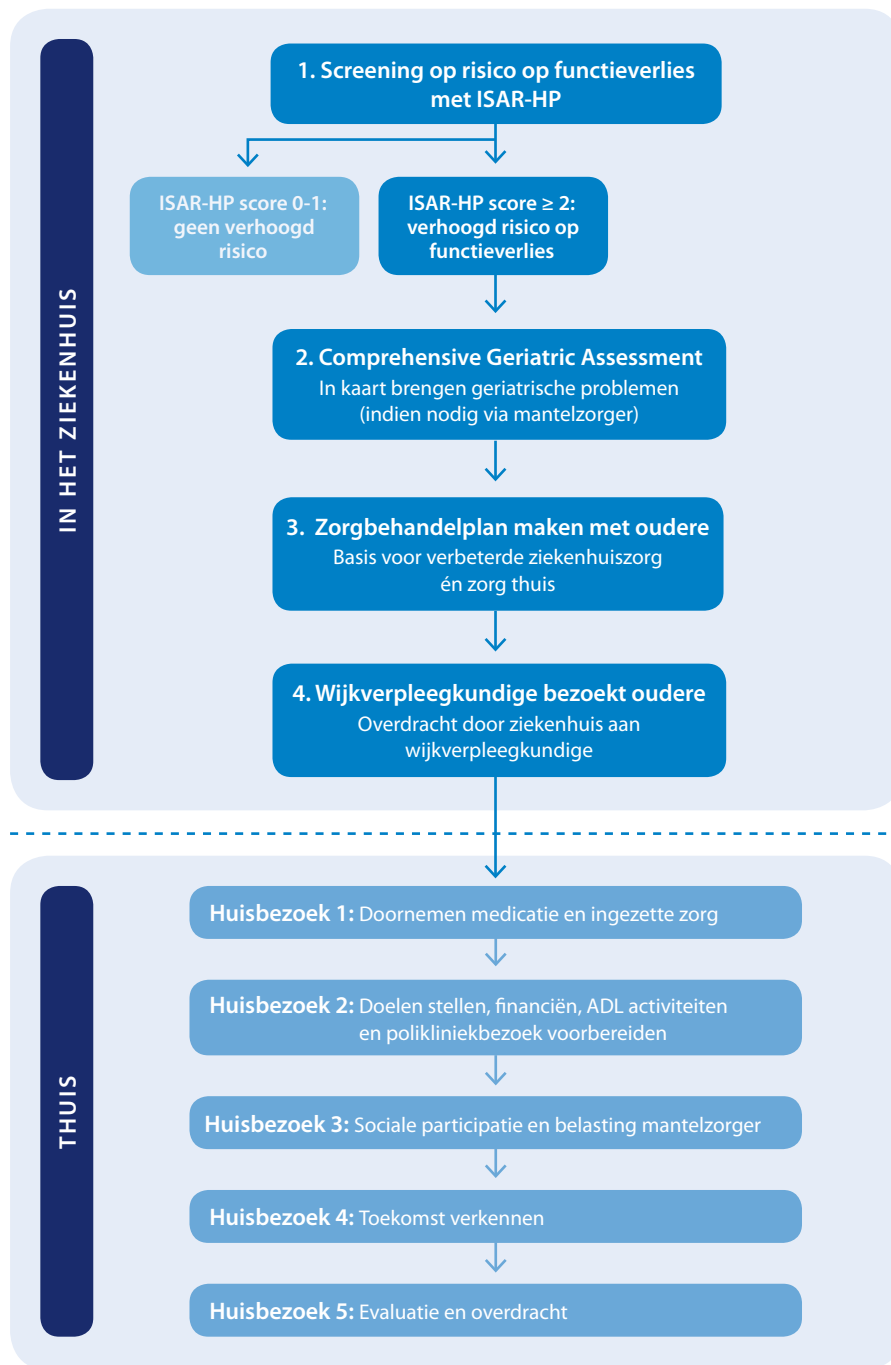 IN HET ZIEKENHUIS
1. Screening op risico op functieverlies
met ISAR-HP
ISAR-HP score 0-1:
geen verhoogd
risico
ISAR-HP score ≥ 2:
verhoogd risico op
functieverlies
2. Comprehensive Geriatric Assessment
In kaart brengen geriatrische problemen
(indien nodig via mantelzorger)
3. Zorgbehandelplan maken met oudere
Basis voor verbeterde ziekenhuiszorg
én zorg thuis
4. Wijkverpleegkundige bezoekt oudere
Overdracht door ziekenhuis aan
wijkverpleegkundige
THUIS
Huisbezoek 1: Doornemen medicatie en ingezette zorg
Huisbezoek 2: Doelen stellen, financiën, ADL activiteiten
en polikliniekbezoek voorbereiden
Huisbezoek 3: Sociale participatie en belasting mantelzorger
Huisbezoek 4: Toekomst verkennen
Huisbezoek 5: Evaluatie en overdracht